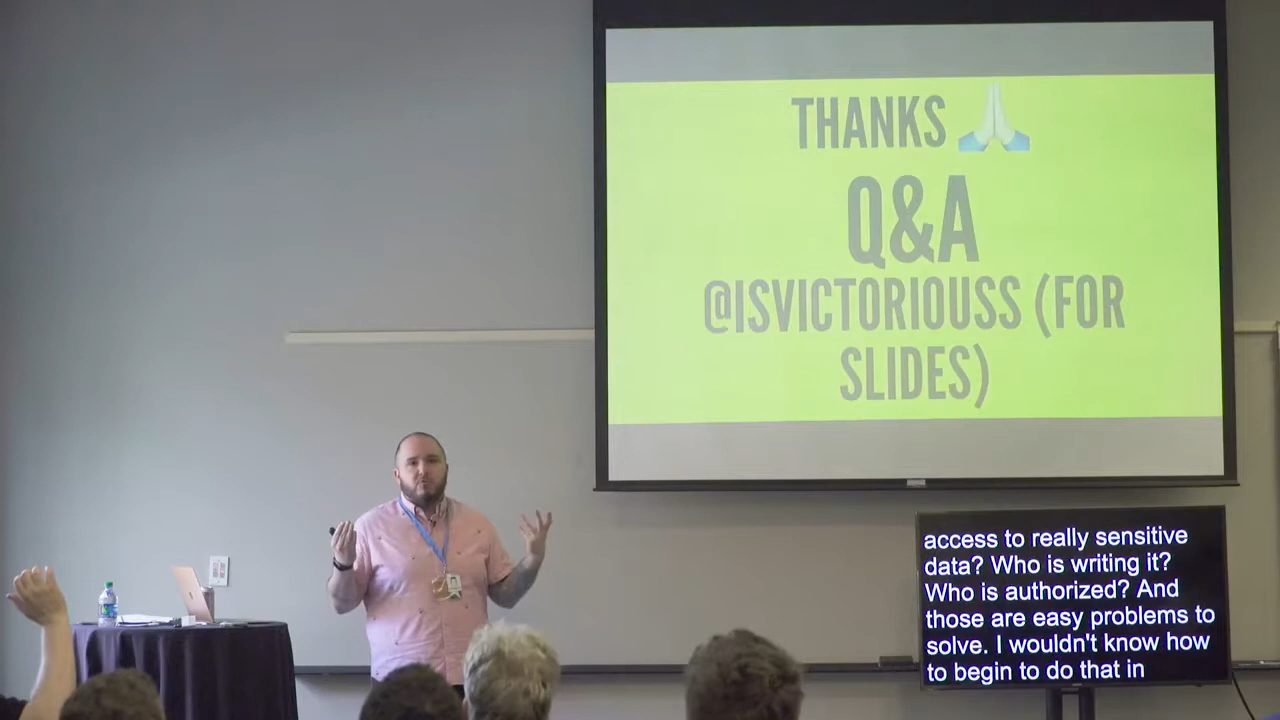 THANKS 🙏
Q&A
@ISVICTORIOUSS (FOR
SLIDES)
access to really sensitive
data? Who is writing it?
Who is authorized? And
those are easy problems to
solve. I wouldn't know how
to begin to do that in